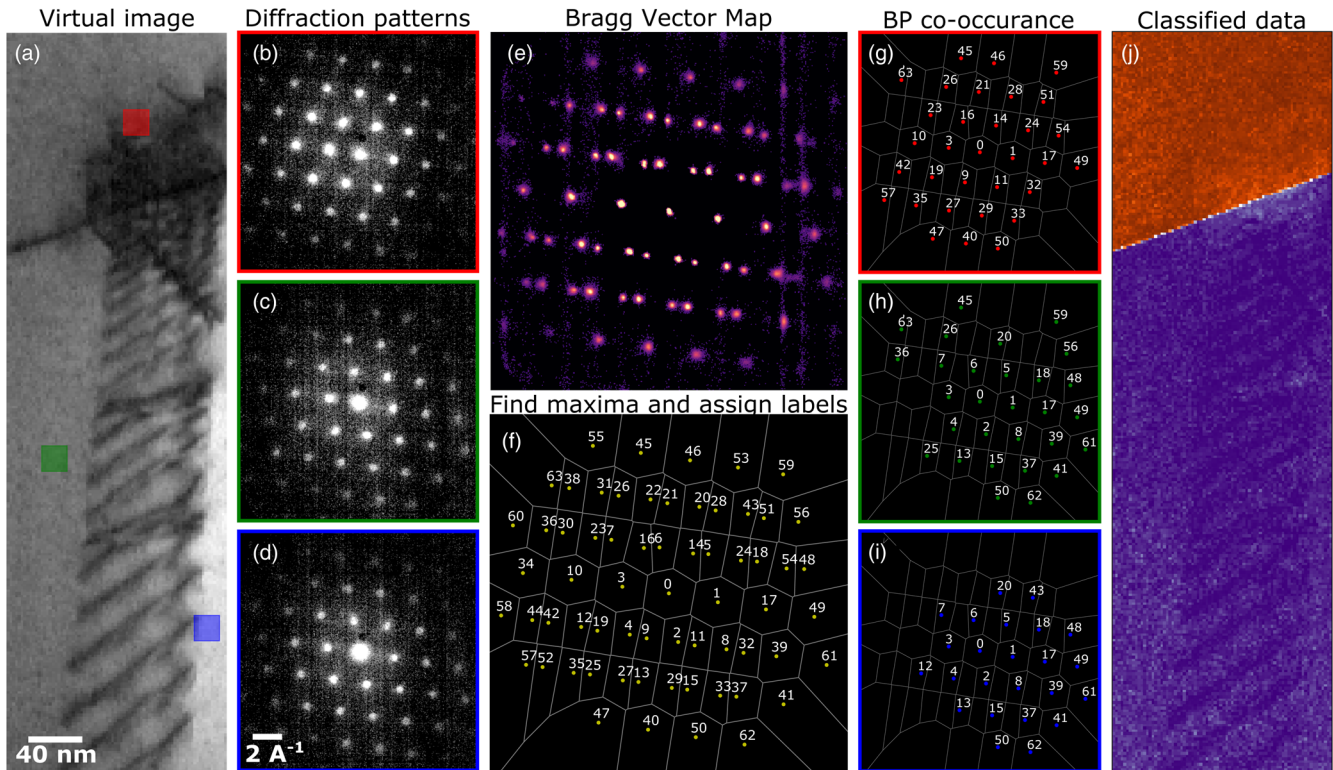 Virtual image
(a)
40 nm
Diffraction patterns
(b)
(c)
(d)
2 A⁻¹
Bragg Vector Map
(e)
Find maxima and assign labels
(f)
55 45 46 53 59
63 38 31 26 22 21 20 28 43 51 56
60 36 30 23 7 16 6 14 5 24 18 54 48
34 10 3 0 1 17 49
58 44 42 12 19 4 9 2 11 8 32 39 61
57 52 35 25 27 13 29 15 33 37 41
47 40 50 62
BP co-occurance
(g)
45 46 59
63 26 21 28 51
23 16 14 24 54
10 3 0 1 17 49
42 19 9 11 32
57 35 27 29 33
47 40 50
(h)
45 59
63 26 20 56
36 7 6 5 18 48
3 0 1 17 49
4 2 8 39 61
25 13 15 37 41
50 62
(i)
20 43
7 6 5 18 48
3 0 1 17 49
12 4 2 8 39 61
13 15 37 41
50 62
Classified data
(j)